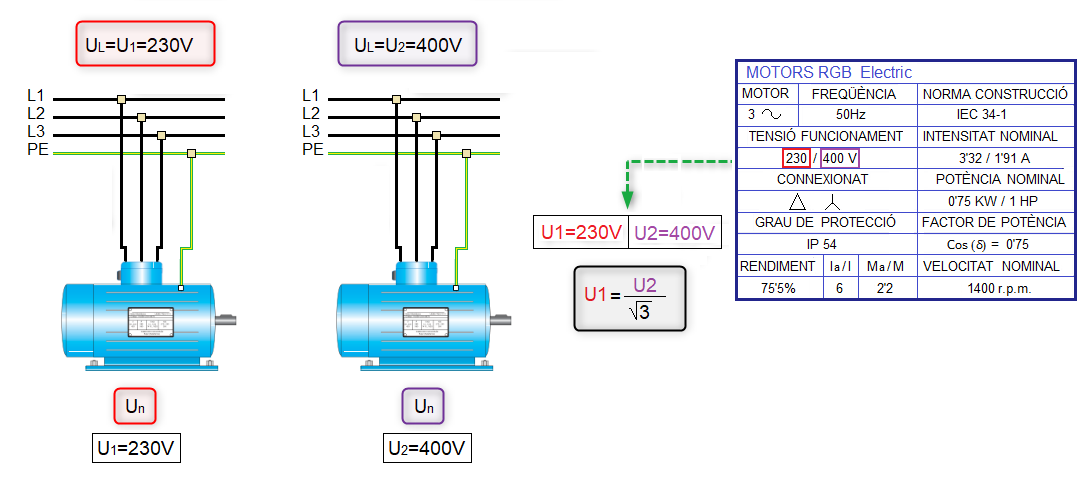 UL=U1=230V
L1
L2
L3
PE
Un
U1=230V
UL=U2=400V
L1
L2
L3
PE
Un
U2=400V
U1=230V U2=400V
U1 = U2 / √3
MOTORS RGB Electric
MOTOR FREQÜÈNCIA NORMA CONSTRUCCIÓ
3 50Hz IEC 34-1
TENSIÓ FUNCIONAMENT INTENSITAT NOMINAL
230 / 400 V 3'32 / 1'91 A
CONNEXIONAT POTÈNCIA NOMINAL
0'75 KW / 1 HP
GRAU DE PROTECCIÓ FACTOR DE POTÈNCIA
IP 54 Cos (δ) = 0'75
RENDIMENT Ia/I Ma/M VELOCITAT NOMINAL
75'5% 6 2'2 1400 r.p.m.